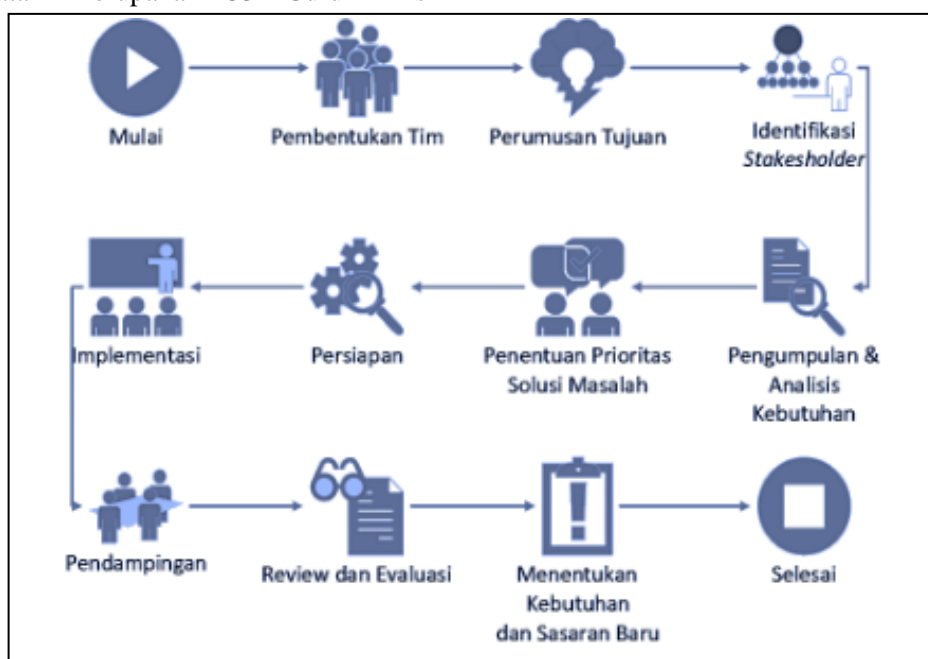 Mulai
Pembentukan Tim
Perumusan Tujuan
Identifikasi
Stakesholder
Pengumpulan &
Analisis
Kebutuhan
Penentuan Prioritas
Solusi Masalah
Persiapan
Implementasi
Pendampingan
Review dan Evaluasi
Menentukan
Kebutuhan
dan Sasaran Baru
Selesai